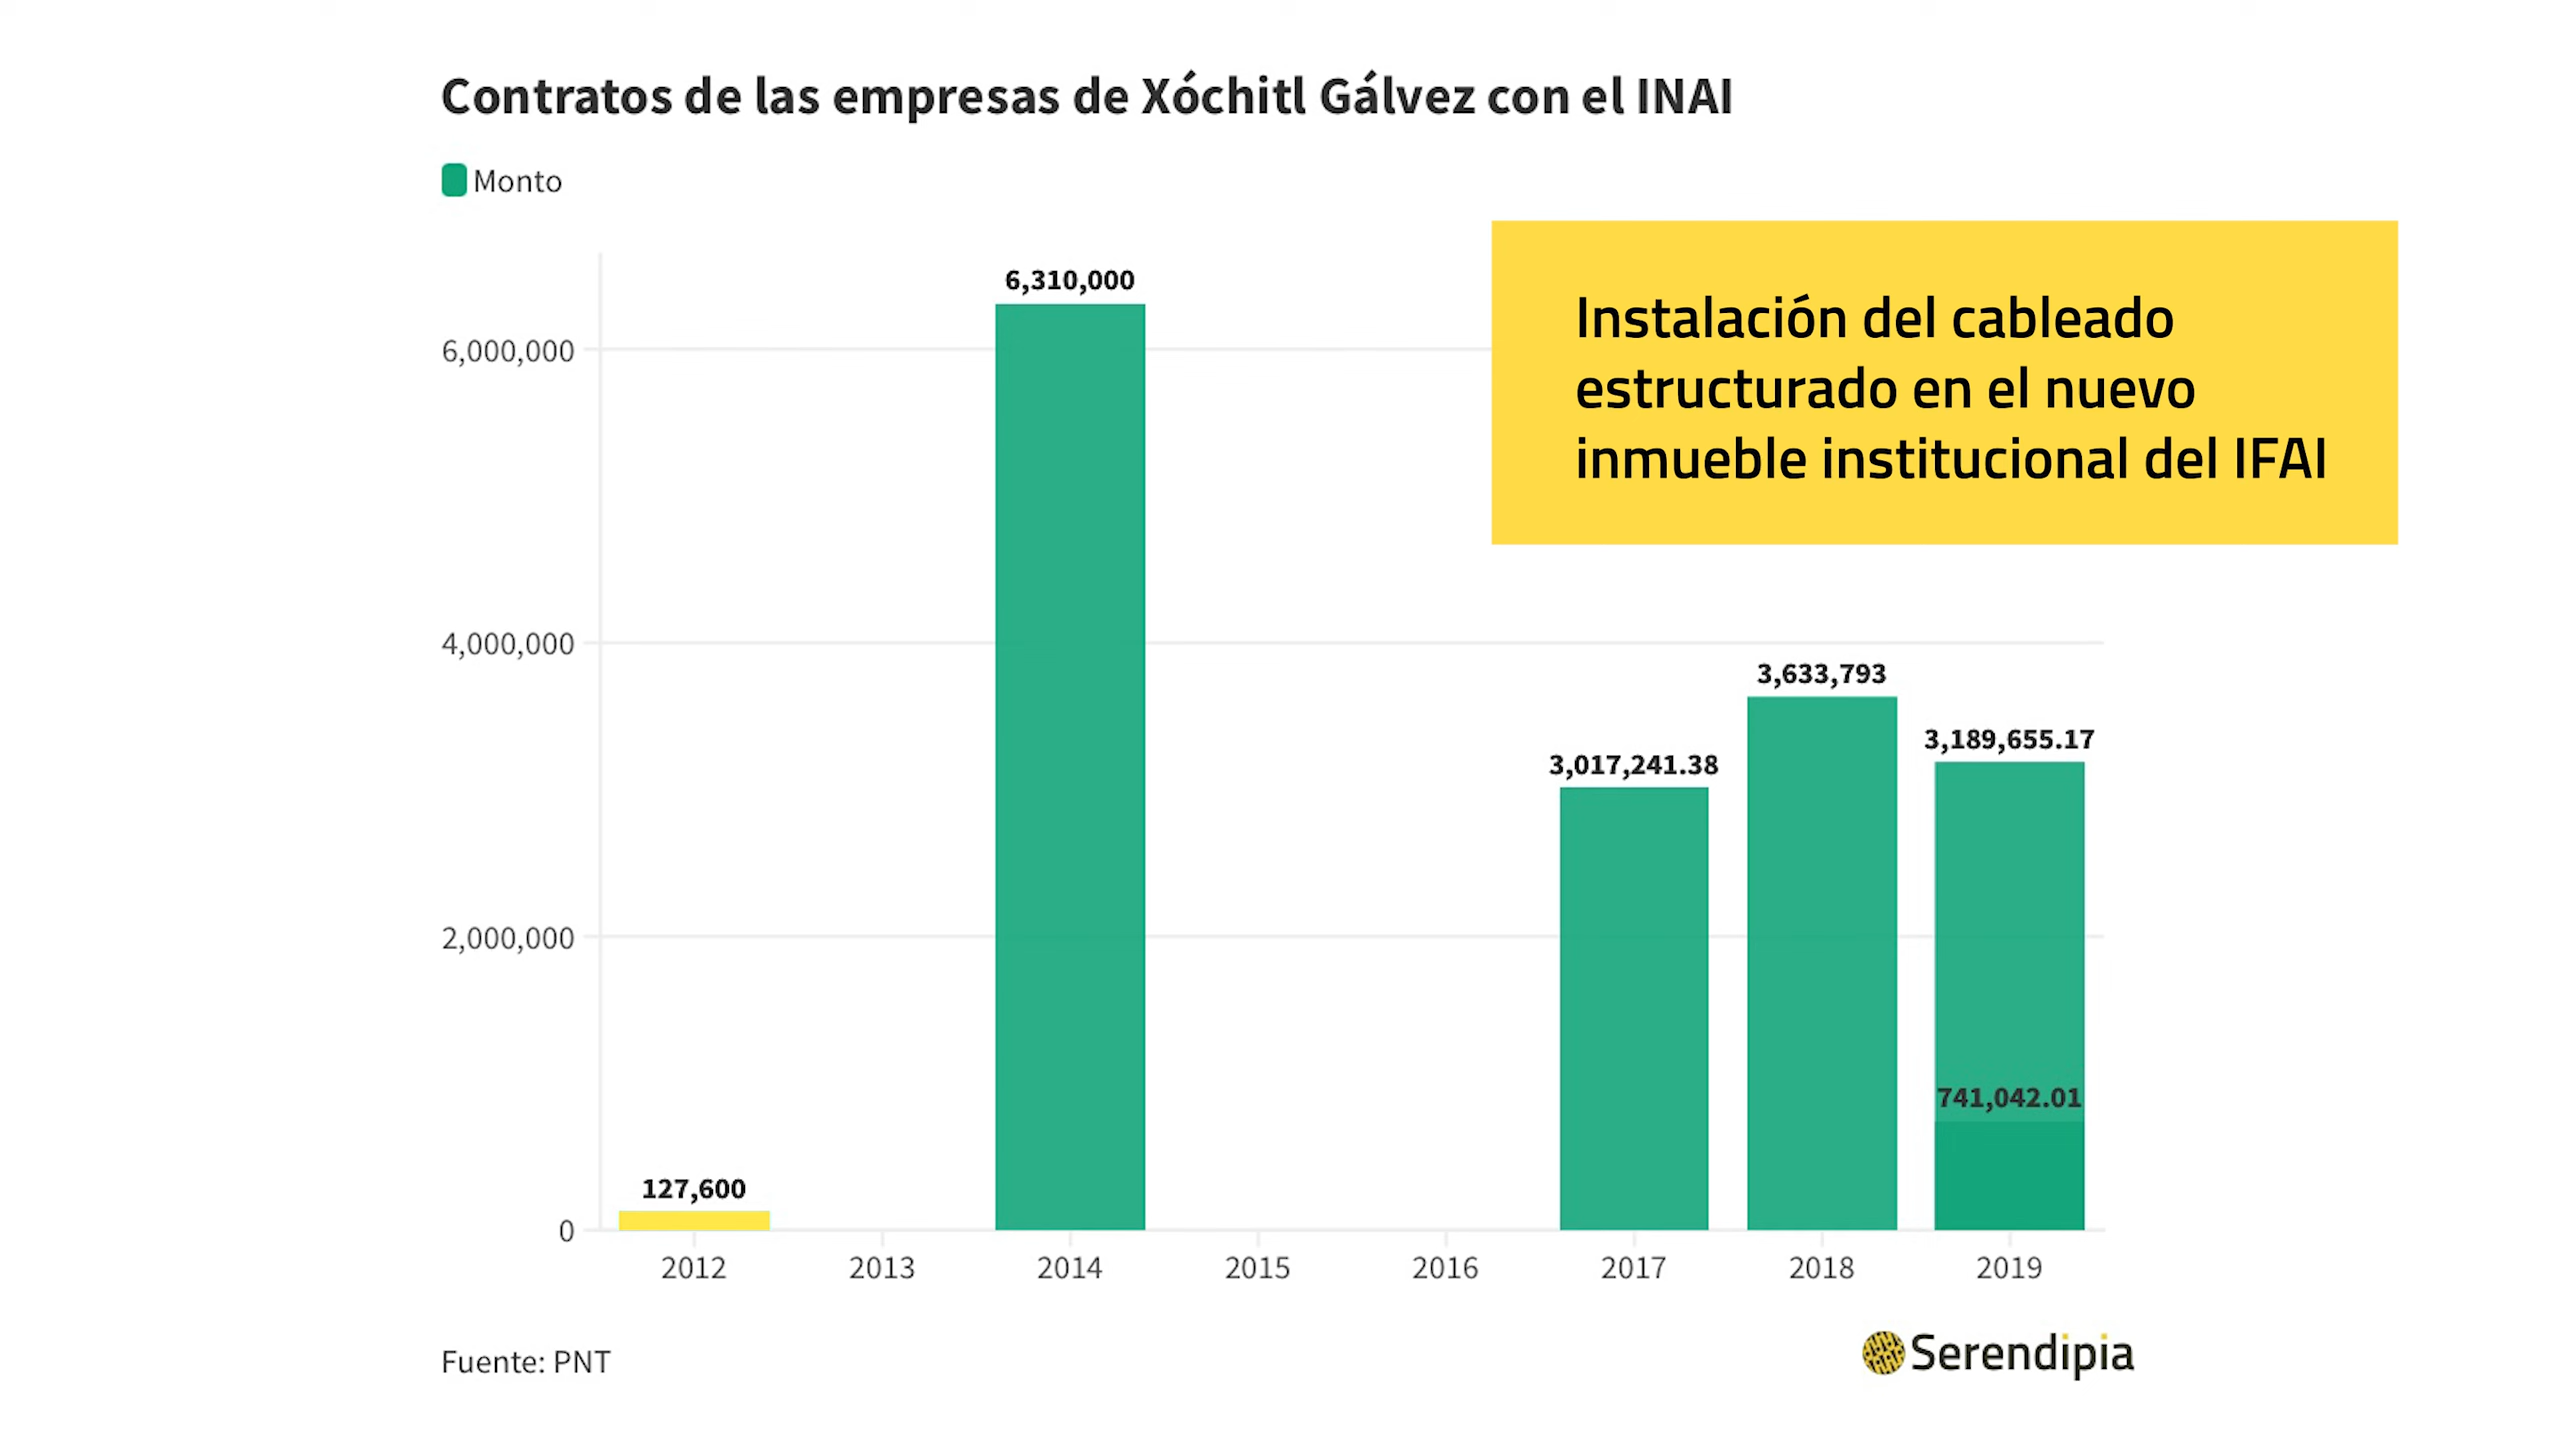 Contratos de las empresas de Xóchitl Gálvez con el INAI
Monto
Instalación del cableado
estructurado en el nuevo
inmueble institucional del IFAI
6,310,000
6,000,000
4,000,000
3,633,793
3,189,655.17
3,017,241.38
2,000,000
741,042.01
127,600
0
2012 2013 2014 2015 2016 2017 2018 2019
Fuente: PNT
Serendipia